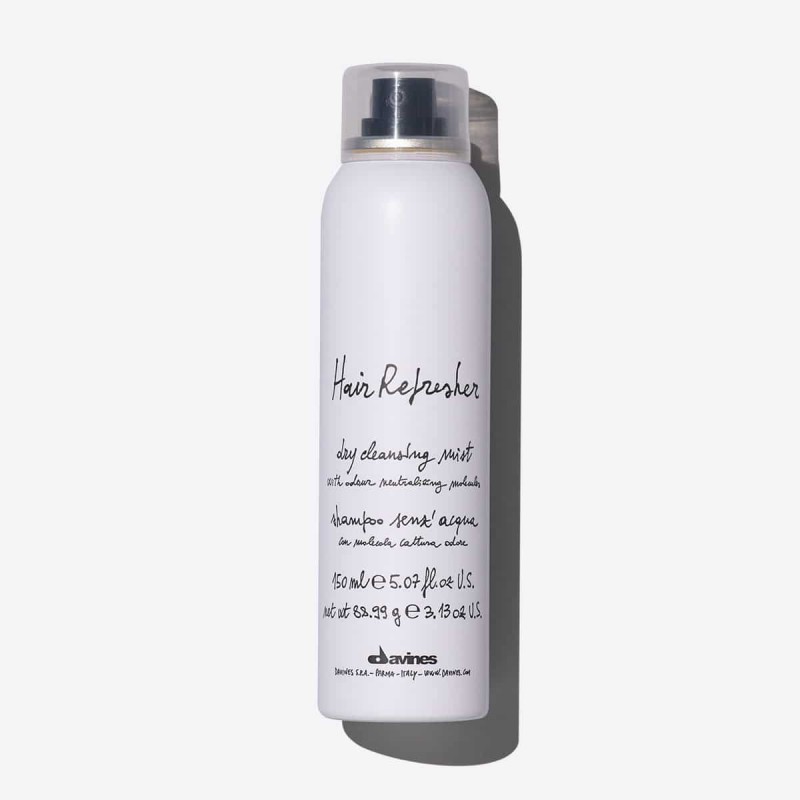 Hair Refresher
dry cleansing mist
with odour neutralizing molecules
shampoo senz'acqua
con molecola cattura odore
150 ml ℮ 5.07 fl.oz U.S.
net wt 88.99 g ℮ 3.13 oz U.S.
davines
DAVINES S.P.A. - PARMA - ITALY - WWW.DAVINES.COM